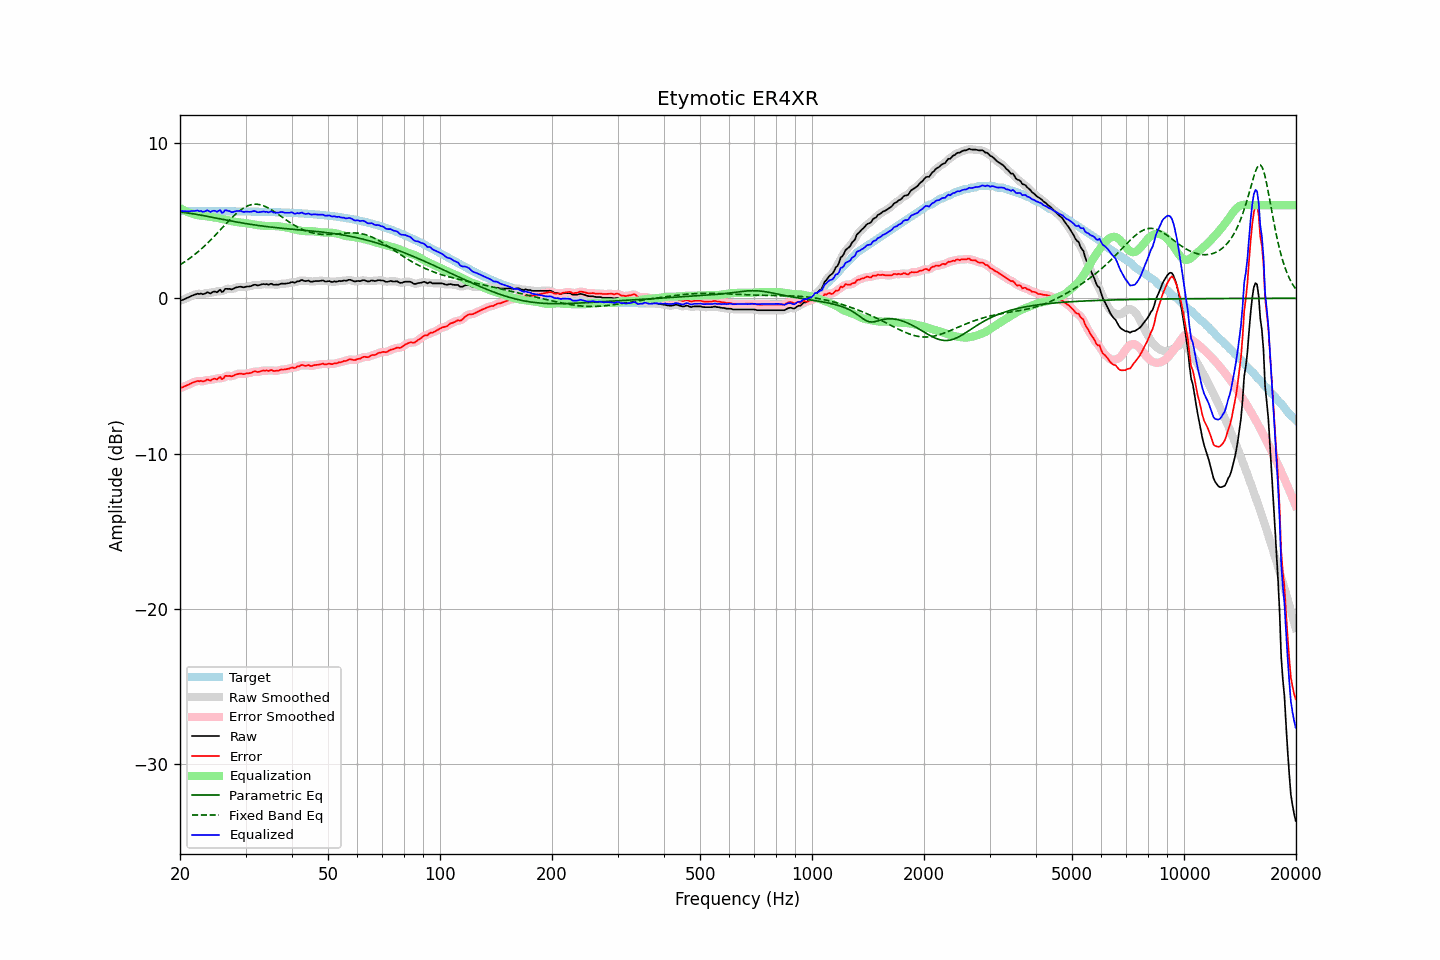 Etymotic ER4XR
Amplitude (dBr)
10
0
−10
−20
−30
Target
Raw Smoothed
Error Smoothed
Raw
Error
Equalization
Parametric Eq
Fixed Band Eq
Equalized
20 50 100 200 500 1000 2000 5000 10000 20000
Frequency (Hz)